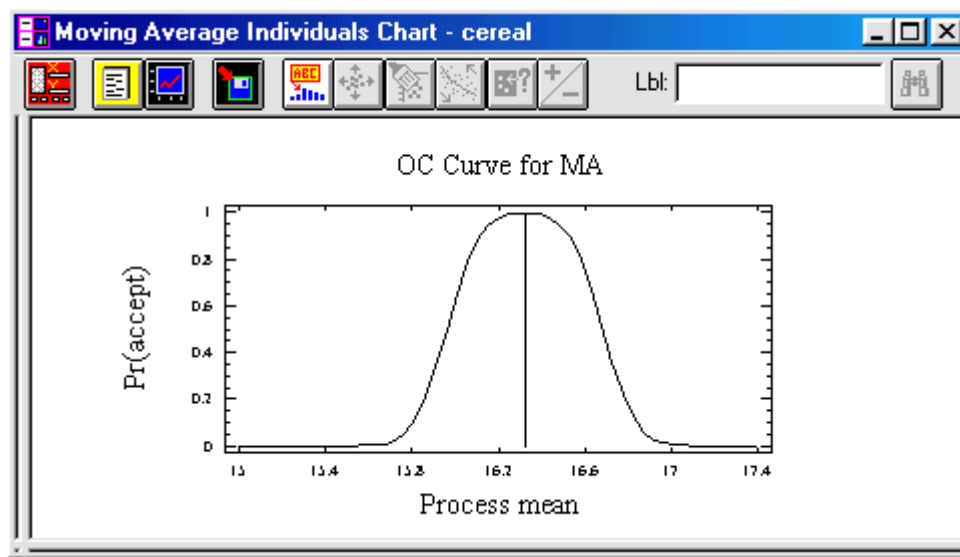 Moving Average Individuals Chart - cereal
ABC
Lbl:
OC Curve for MA
Pr(accept)
1
0.8
0.6
0.4
0.2
0
15 15.4 15.8 16.2 16.6 17 17.4
Process mean